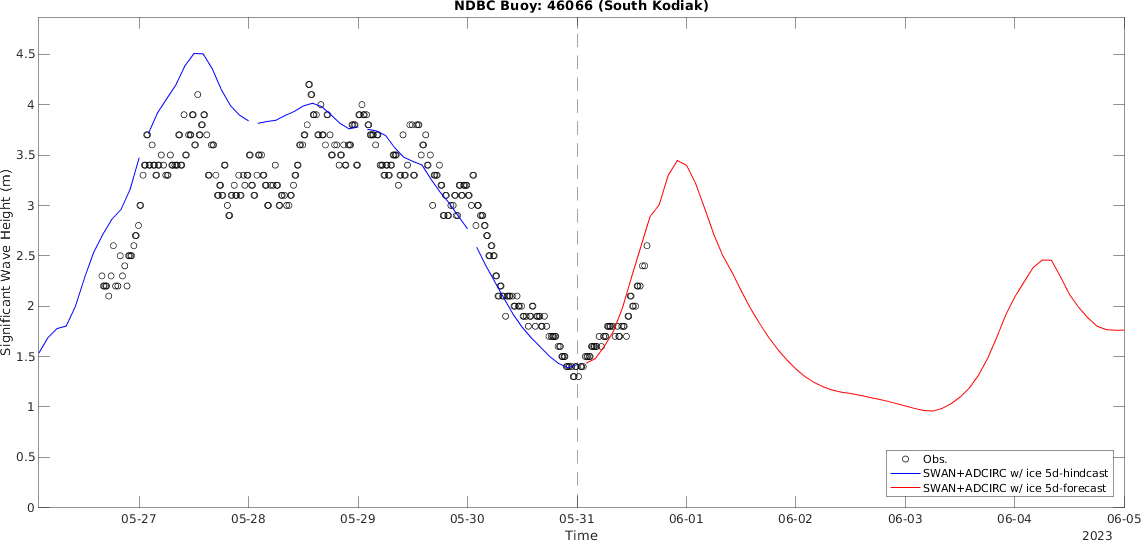 NDBC Buoy: 46066 (South Kodiak)
4.5
4
3.5
3
2.5
2
1.5
1
0.5
0
Significant Wave Height (m)
Obs.
SWAN+ADCIRC w/ ice 5d-hindcast
SWAN+ADCIRC w/ ice 5d-forecast
05-27 05-28 05-29 05-30 05-31 06-01 06-02 06-03 06-04 06-05
Time
2023